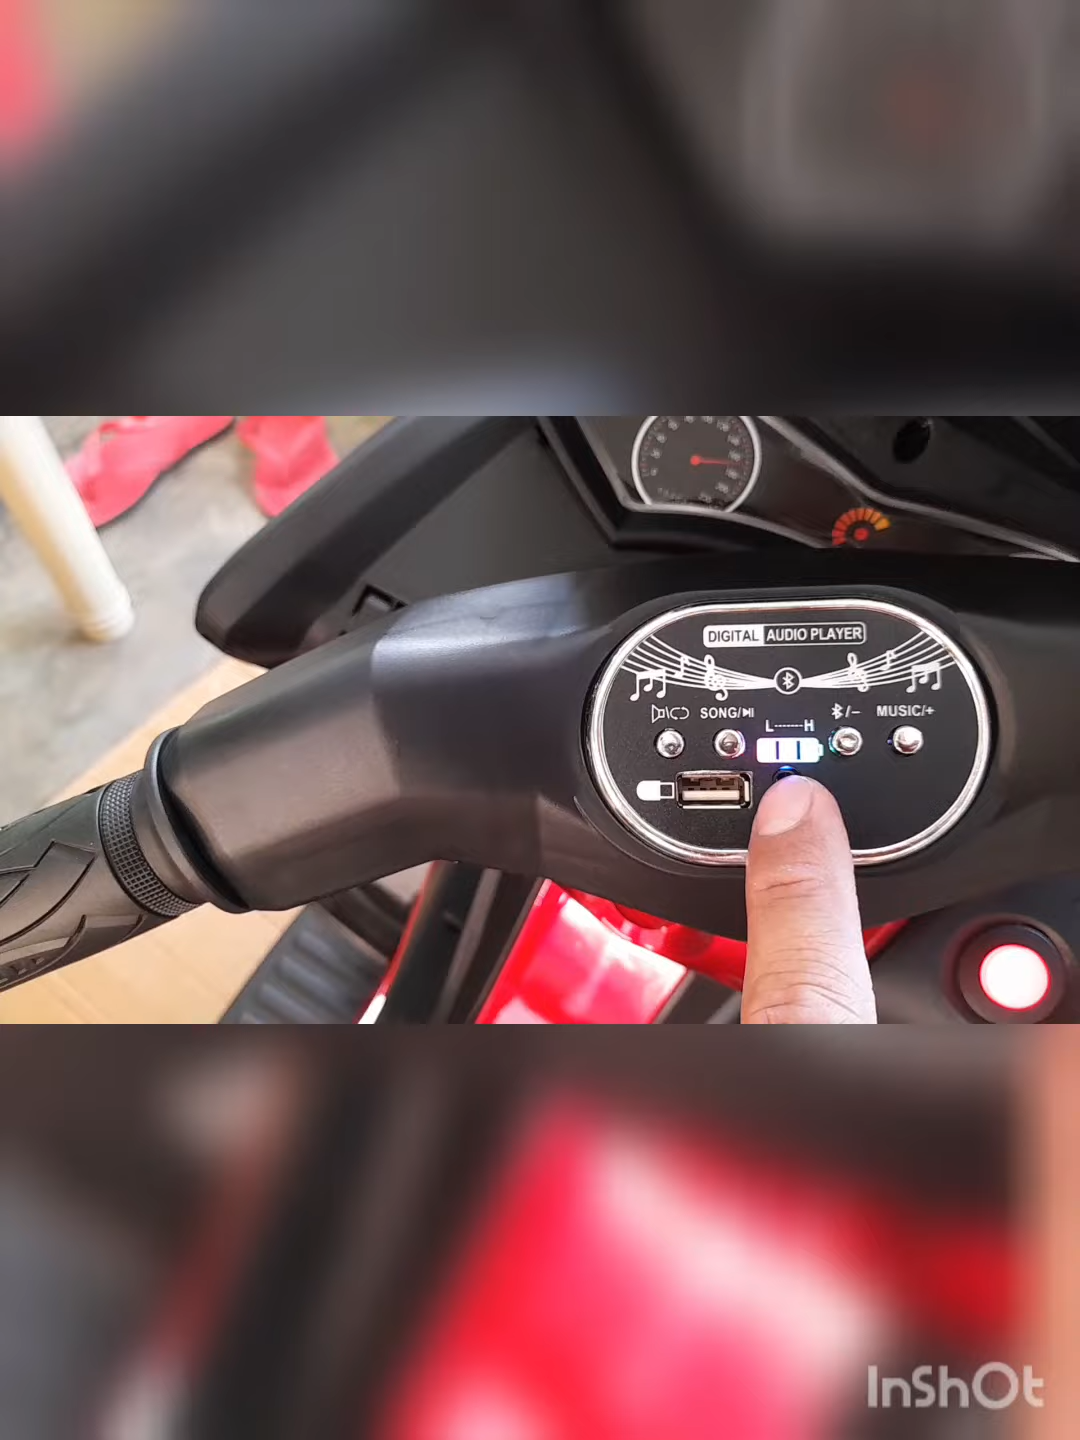 DIGITAL AUDIO PLAYER
SONG/⏯
L-------H
/−
MUSIC/+
InShOt